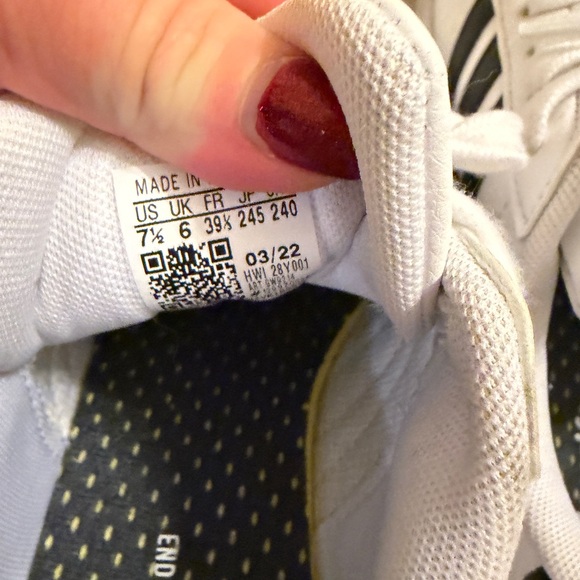 MADE IN
US UK FR JP
7½ 6 39⅓ 245 240
03/22
HWI 28Y001
END